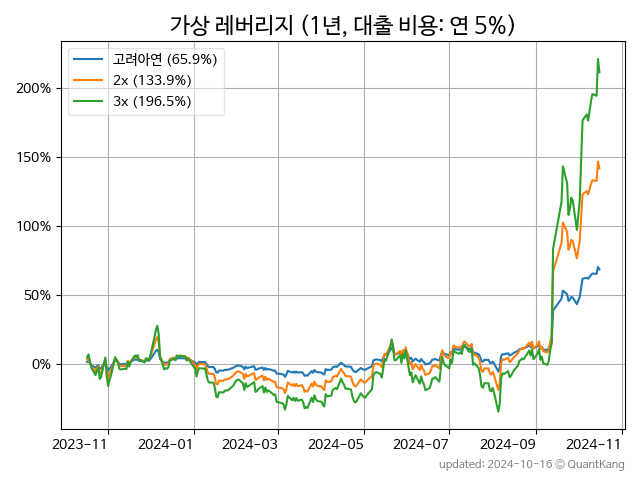 가상 레버리지 (1년, 대출 비용: 연 5%)
고려아연 (65.9%)
2x (133.9%)
3x (196.5%)
200%
150%
100%
50%
0%
2023-11 2024-01 2024-03 2024-05 2024-07 2024-09 2024-11
updated: 2024-10-16 © QuantKang